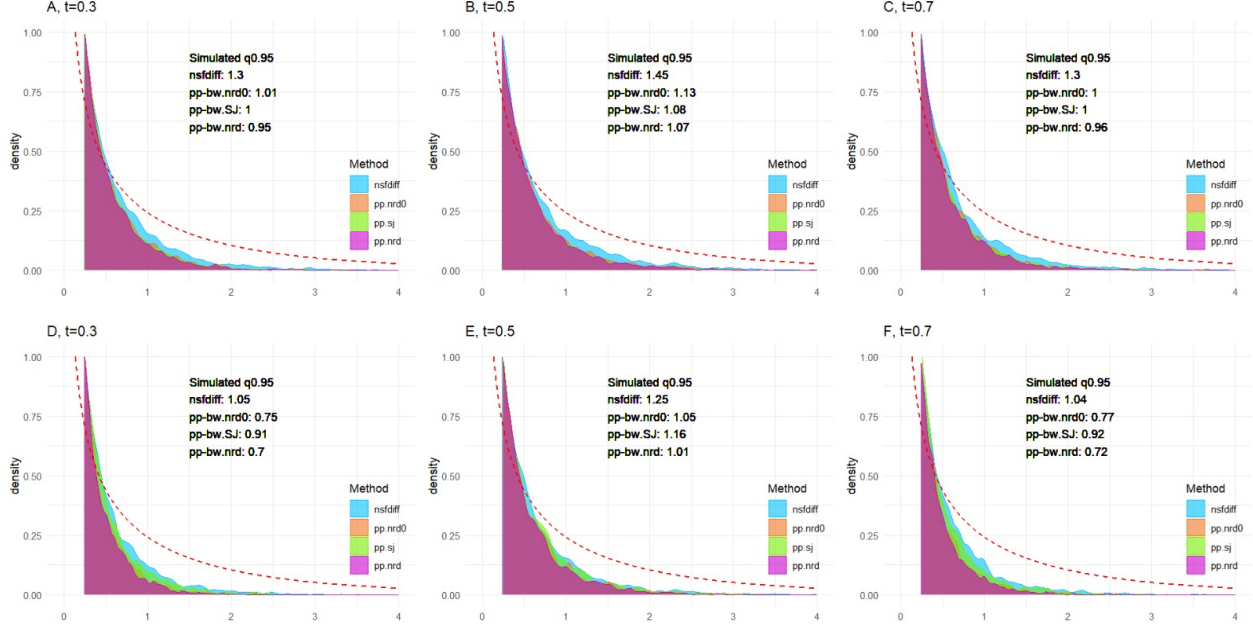 A, t=0.3
1.00
0.75
0.50
0.25
0.00
density
0
1
2
3
4
Simulated q0.95
nsfdiff: 1.3
pp-bw.nrd0: 1.01
pp-bw.SJ: 1
pp-bw.nrd: 0.95
Method
nsfdiff
pp.nrd0
pp.sj
pp.nrd
B, t=0.5
1.00
0.75
0.50
0.25
0.00
density
0
1
2
3
4
Simulated q0.95
nsfdiff: 1.45
pp-bw.nrd0: 1.13
pp-bw.SJ: 1.08
pp-bw.nrd: 1.07
Method
nsfdiff
pp.nrd0
pp.sj
pp.nrd
C, t=0.7
1.00
0.75
0.50
0.25
0.00
density
0
1
2
3
4
Simulated q0.95
nsfdiff: 1.3
pp-bw.nrd0: 1
pp-bw.SJ: 1
pp-bw.nrd: 0.96
Method
nsfdiff
pp.nrd0
pp.sj
pp.nrd
D, t=0.3
1.00
0.75
0.50
0.25
0.00
density
0
1
2
3
4
Simulated q0.95
nsfdiff: 1.05
pp-bw.nrd0: 0.75
pp-bw.SJ: 0.91
pp-bw.nrd: 0.7
Method
nsfdiff
pp.nrd0
pp.sj
pp.nrd
E, t=0.5
1.00
0.75
0.50
0.25
0.00
density
0
1
2
3
4
Simulated q0.95
nsfdiff: 1.25
pp-bw.nrd0: 1.05
pp-bw.SJ: 1.16
pp-bw.nrd: 1.01
Method
nsfdiff
pp.nrd0
pp.sj
pp.nrd
F, t=0.7
1.00
0.75
0.50
0.25
0.00
density
0
1
2
3
4
Simulated q0.95
nsfdiff: 1.04
pp-bw.nrd0: 0.77
pp-bw.SJ: 0.92
pp-bw.nrd: 0.72
Method
nsfdiff
pp.nrd0
pp.sj
pp.nrd